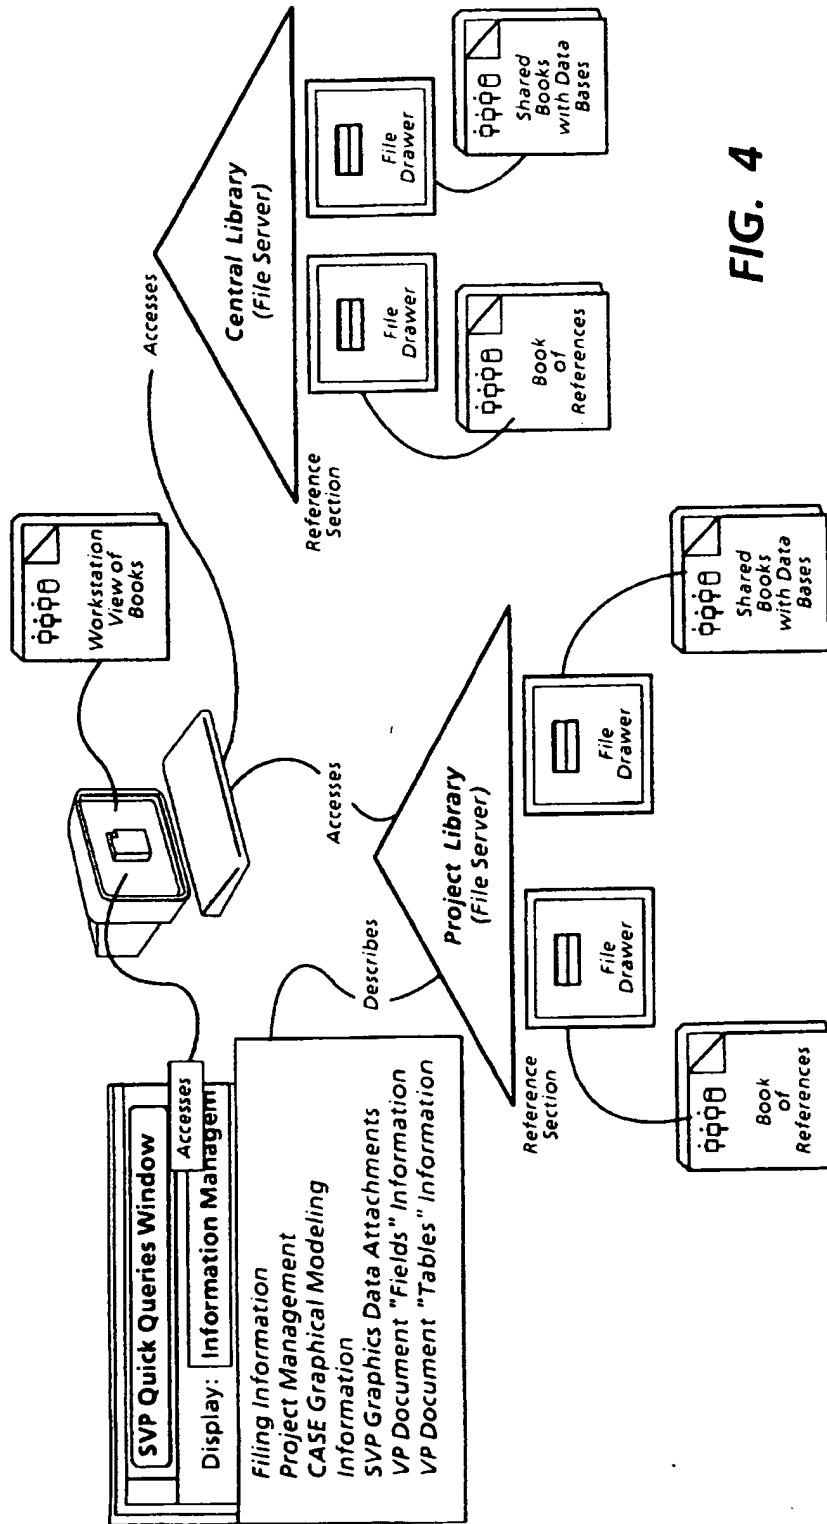 SVP Quick Queries Window
Display: Information Managem
Accesses
Filing Information
Project Management
CASE Graphical Modeling
Information
SVP Graphics Data Attachments
VP Document "Fields" Information
VP Document "Tables" Information
Describes
Accesses
Accesses
Workstation
View of
Books
Project Library
(File Server)
Reference
Section
File
Drawer
File
Drawer
Book
of
References
Shared
Books
with Data
Bases
Central Library
(File Server)
Reference
Section
File
Drawer
File
Drawer
Book
of
References
Shared
Books
with Data
Bases
FIG. 4